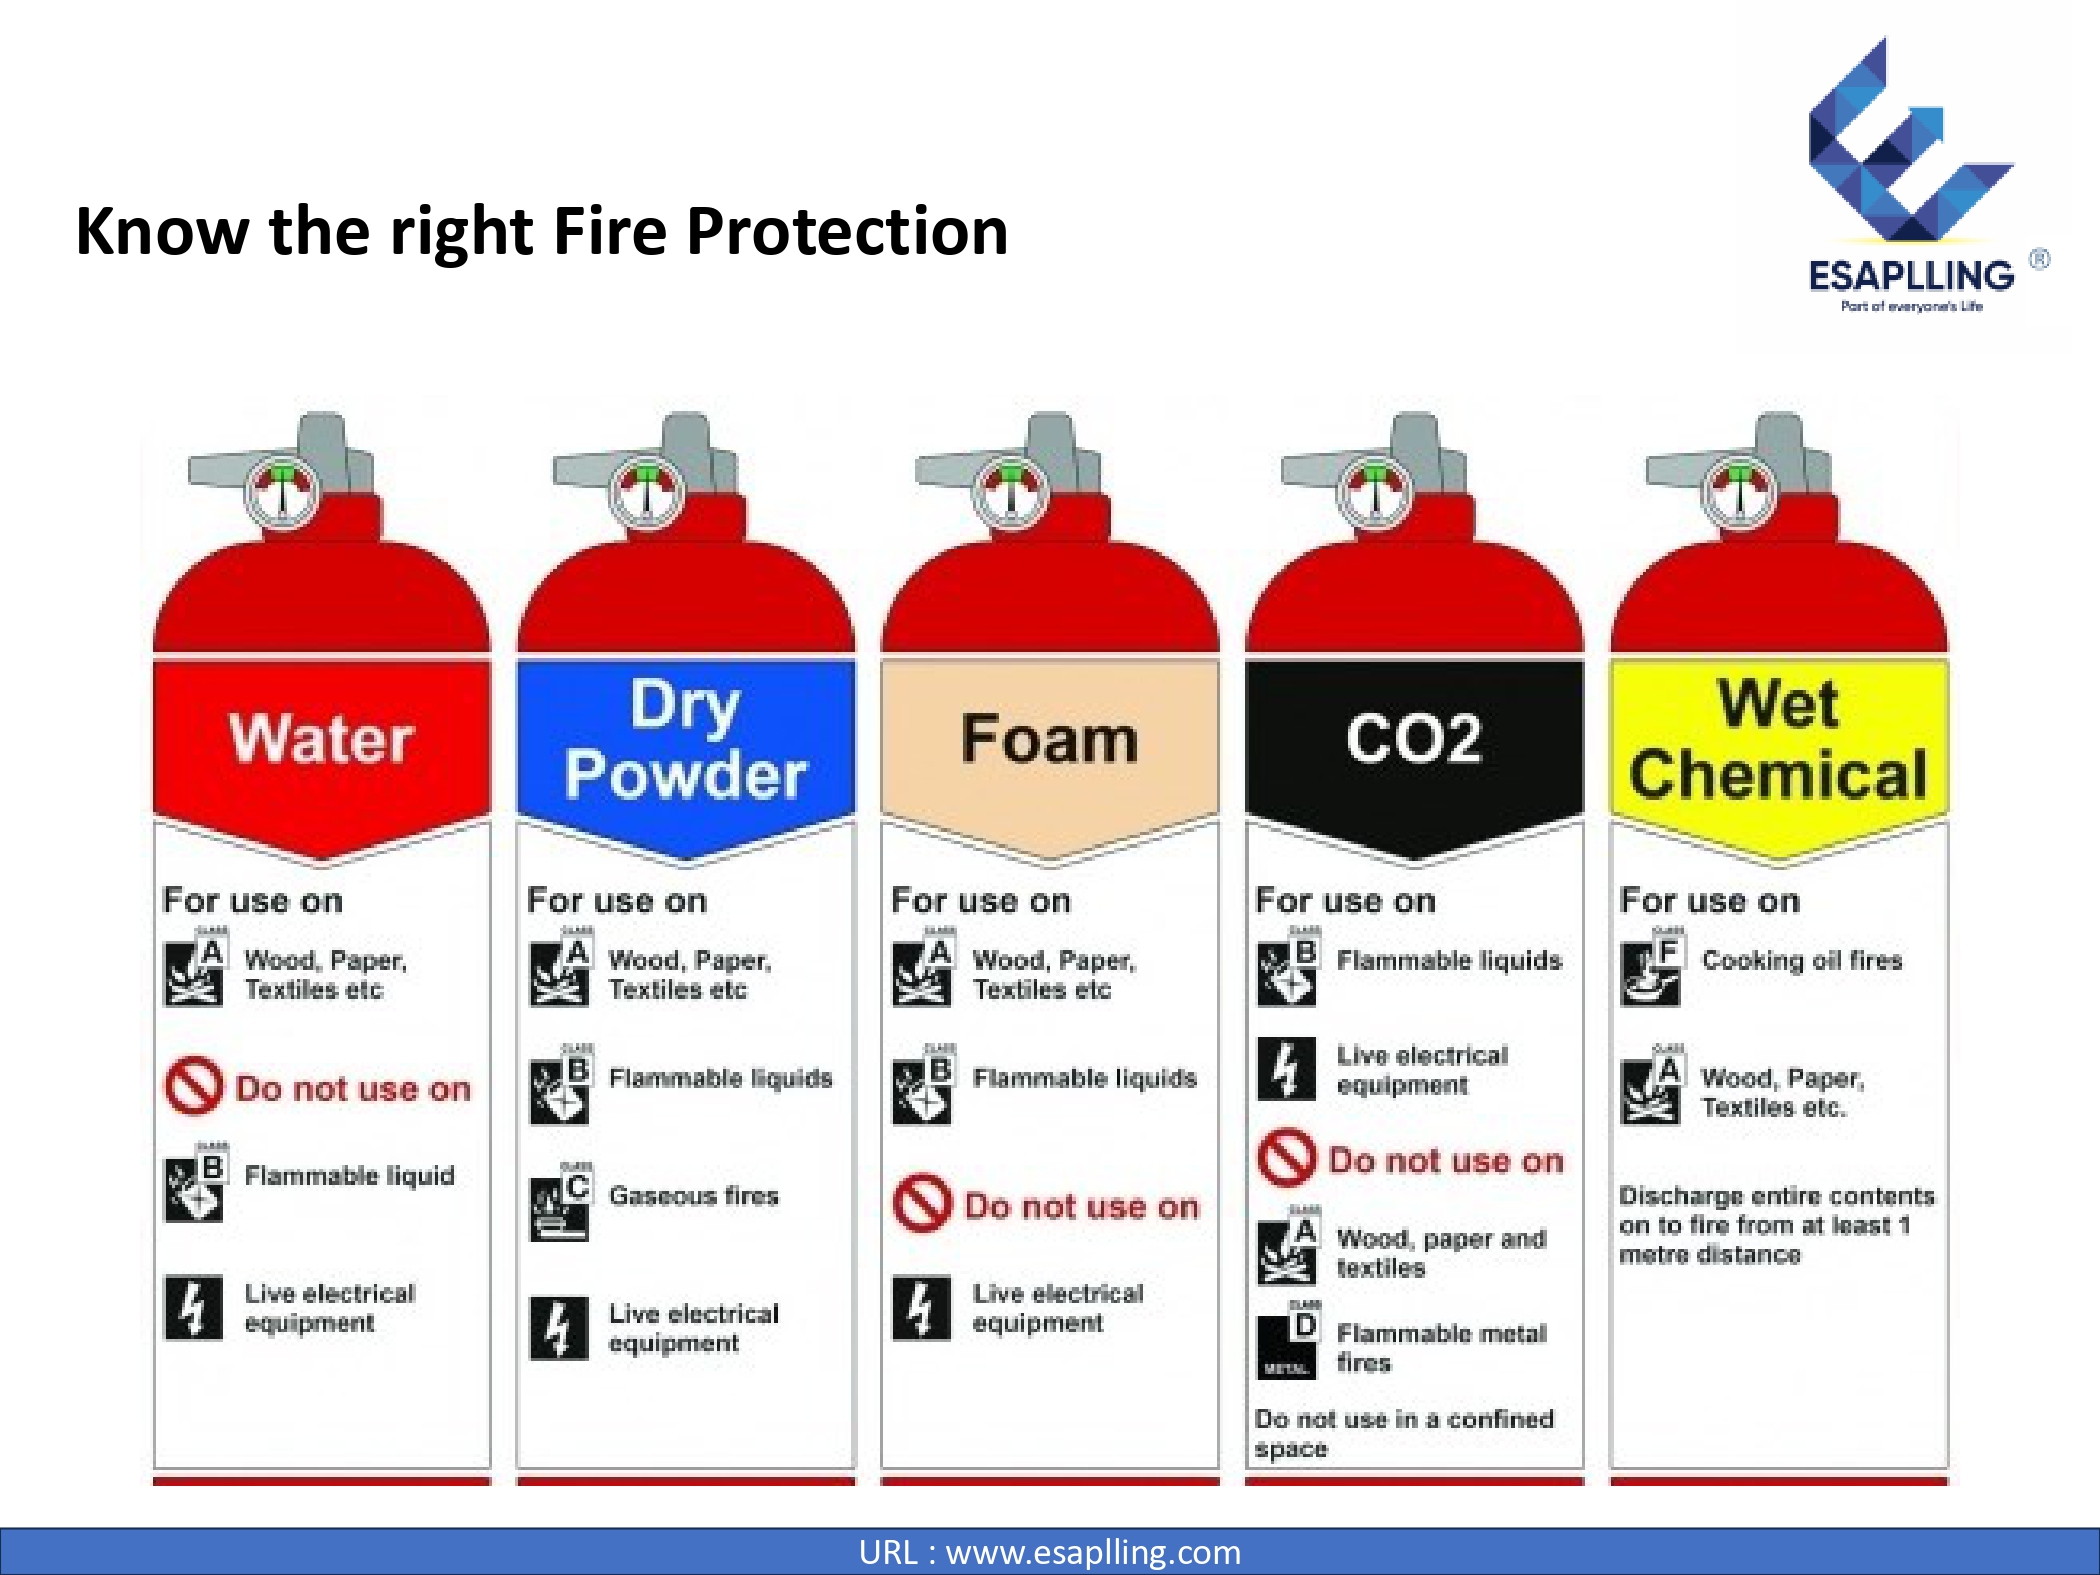 Know the right Fire Protection
ESAPLLING ®
Part of everyone's Life
Water
For use on
CLASS A
Wood, Paper,
Textiles etc
Do not use on
CLASS B
Flammable liquid
Live electrical
equipment
Dry
Powder
For use on
CLASS A
Wood, Paper,
Textiles etc
CLASS B
Flammable liquids
CLASS C
Gaseous fires
Live electrical
equipment
Foam
For use on
CLASS A
Wood, Paper,
Textiles etc
CLASS B
Flammable liquids
Do not use on
Live electrical
equipment
CO2
For use on
CLASS B
Flammable liquids
Live electrical
equipment
Do not use on
CLASS A
Wood, paper and
textiles
CLASS D
METAL
Flammable metal
fires
Do not use in a confined
space
Wet
Chemical
For use on
CLASS F
Cooking oil fires
CLASS A
Wood, Paper,
Textiles etc.
Discharge entire contents
on to fire from at least 1
metre distance
URL : www.esaplling.com